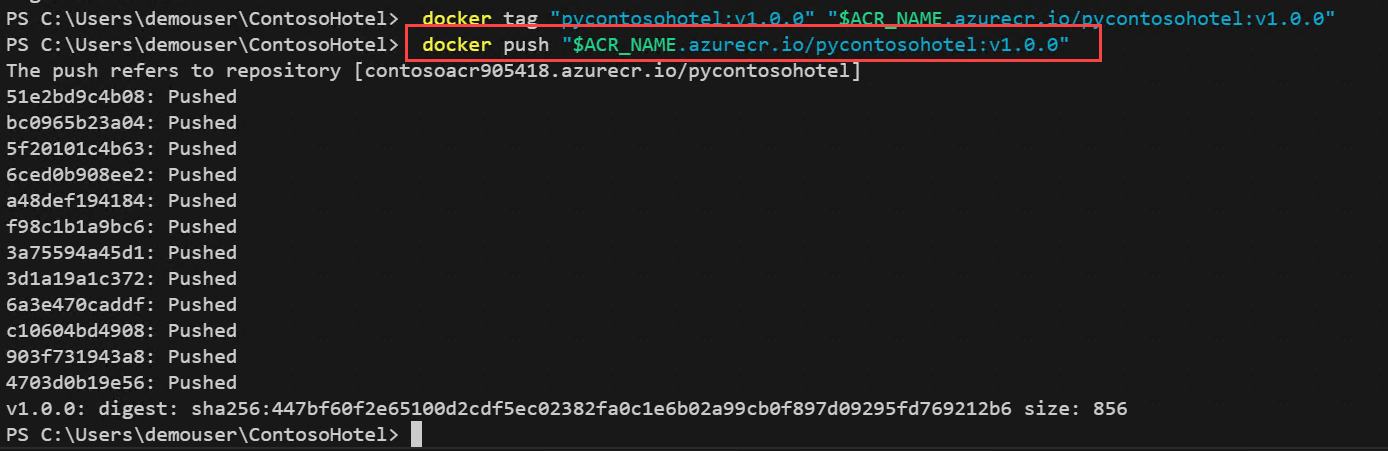 PS C:\Users\demouser\ContosoHotel> docker tag "pycontosohotel:v1.0.0" "$ACR_NAME.azurecr.io/pycontosohotel:v1.0.0"
PS C:\Users\demouser\ContosoHotel> docker push "$ACR_NAME.azurecr.io/pycontosohotel:v1.0.0"
The push refers to repository [contosoacr905418.azurecr.io/pycontosohotel]
51e2bd9c4b08: Pushed
bc0965b23a04: Pushed
5f20101c4b63: Pushed
6ced0b908ee2: Pushed
a48def194184: Pushed
f98c1b1a9bc6: Pushed
3a75594a45d1: Pushed
3d1a19a1c372: Pushed
6a3e470caddf: Pushed
c10604bd4908: Pushed
903f731943a8: Pushed
4703d0b19e56: Pushed
v1.0.0: digest: sha256:447bf60f2e65100d2cdf5ec02382fa0c1e6b02a99cb0f897d09295fd769212b6 size: 856
PS C:\Users\demouser\ContosoHotel>